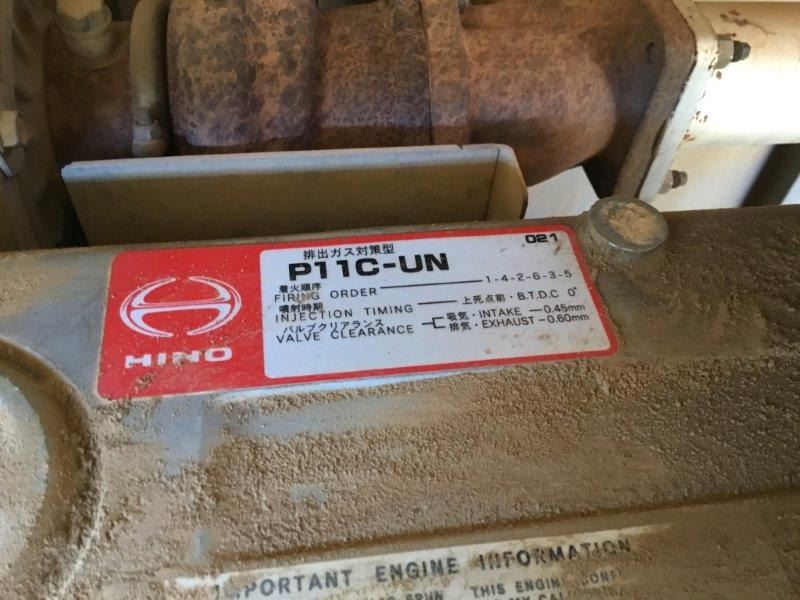 排出ガス対策型
021
P11C-UN
着火順序
FIRING ORDER 1-4-2-6-3-5
噴射時期
INJECTION TIMING 上死点前・B.T.D.C 0°
バルブクリアランス
VALVE CLEARANCE 吸気・INTAKE 0.45mm
排気・EXHAUST 0.60mm
HINO
IMPORTANT ENGINE INFORMATION
THIS ENGIN